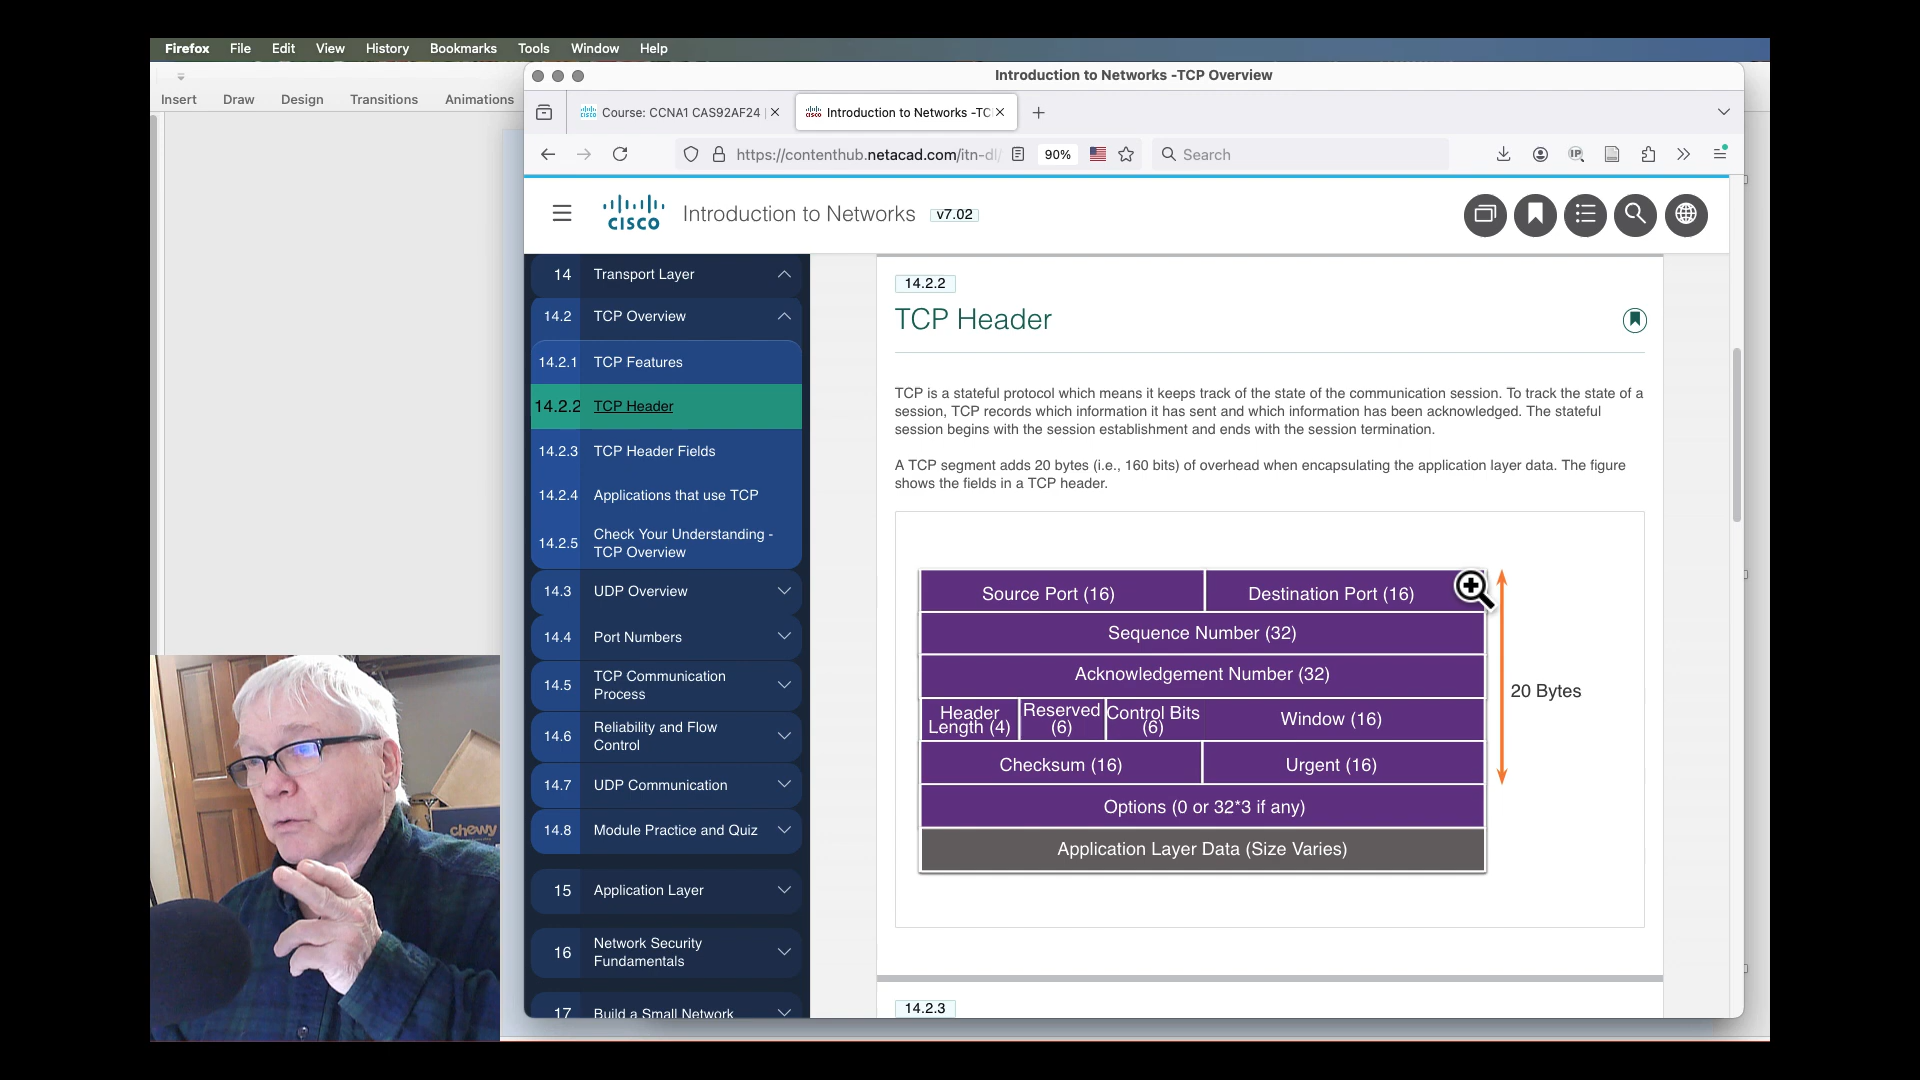 Firefox File Edit View History Bookmarks Tools Window Help
Introduction to Networks -TCP Overview
Insert Draw Design Transitions Animations
Course: CCNA1 CAS92AF24 |
Introduction to Networks -TC
https://contenthub.netacad.com/itn-dl/
90%
Search
IP
CISCO
Introduction to Networks v7.02
14 Transport Layer
14.2 TCP Overview
14.2.1 TCP Features
14.2.2 TCP Header
14.2.3 TCP Header Fields
14.2.4 Applications that use TCP
14.2.5 Check Your Understanding -
TCP Overview
14.3 UDP Overview
14.4 Port Numbers
14.5 TCP Communication
Process
14.6 Reliability and Flow
Control
14.7 UDP Communication
14.8 Module Practice and Quiz
15 Application Layer
16 Network Security
Fundamentals
17 Build a Small Network
14.2.2
TCP Header
TCP is a stateful protocol which means it keeps track of the state of the communication session. To track the state of a
session, TCP records which information it has sent and which information has been acknowledged. The stateful
session begins with the session establishment and ends with the session termination.
A TCP segment adds 20 bytes (i.e., 160 bits) of overhead when encapsulating the application layer data. The figure
shows the fields in a TCP header.
Source Port (16) Destination Port (16)
Sequence Number (32)
Acknowledgement Number (32)
Header
Length (4)
Reserved
(6)
Control Bits
(6)
Window (16)
Checksum (16) Urgent (16)
Options (0 or 32*3 if any)
Application Layer Data (Size Varies)
20 Bytes
14.2.3
chewy